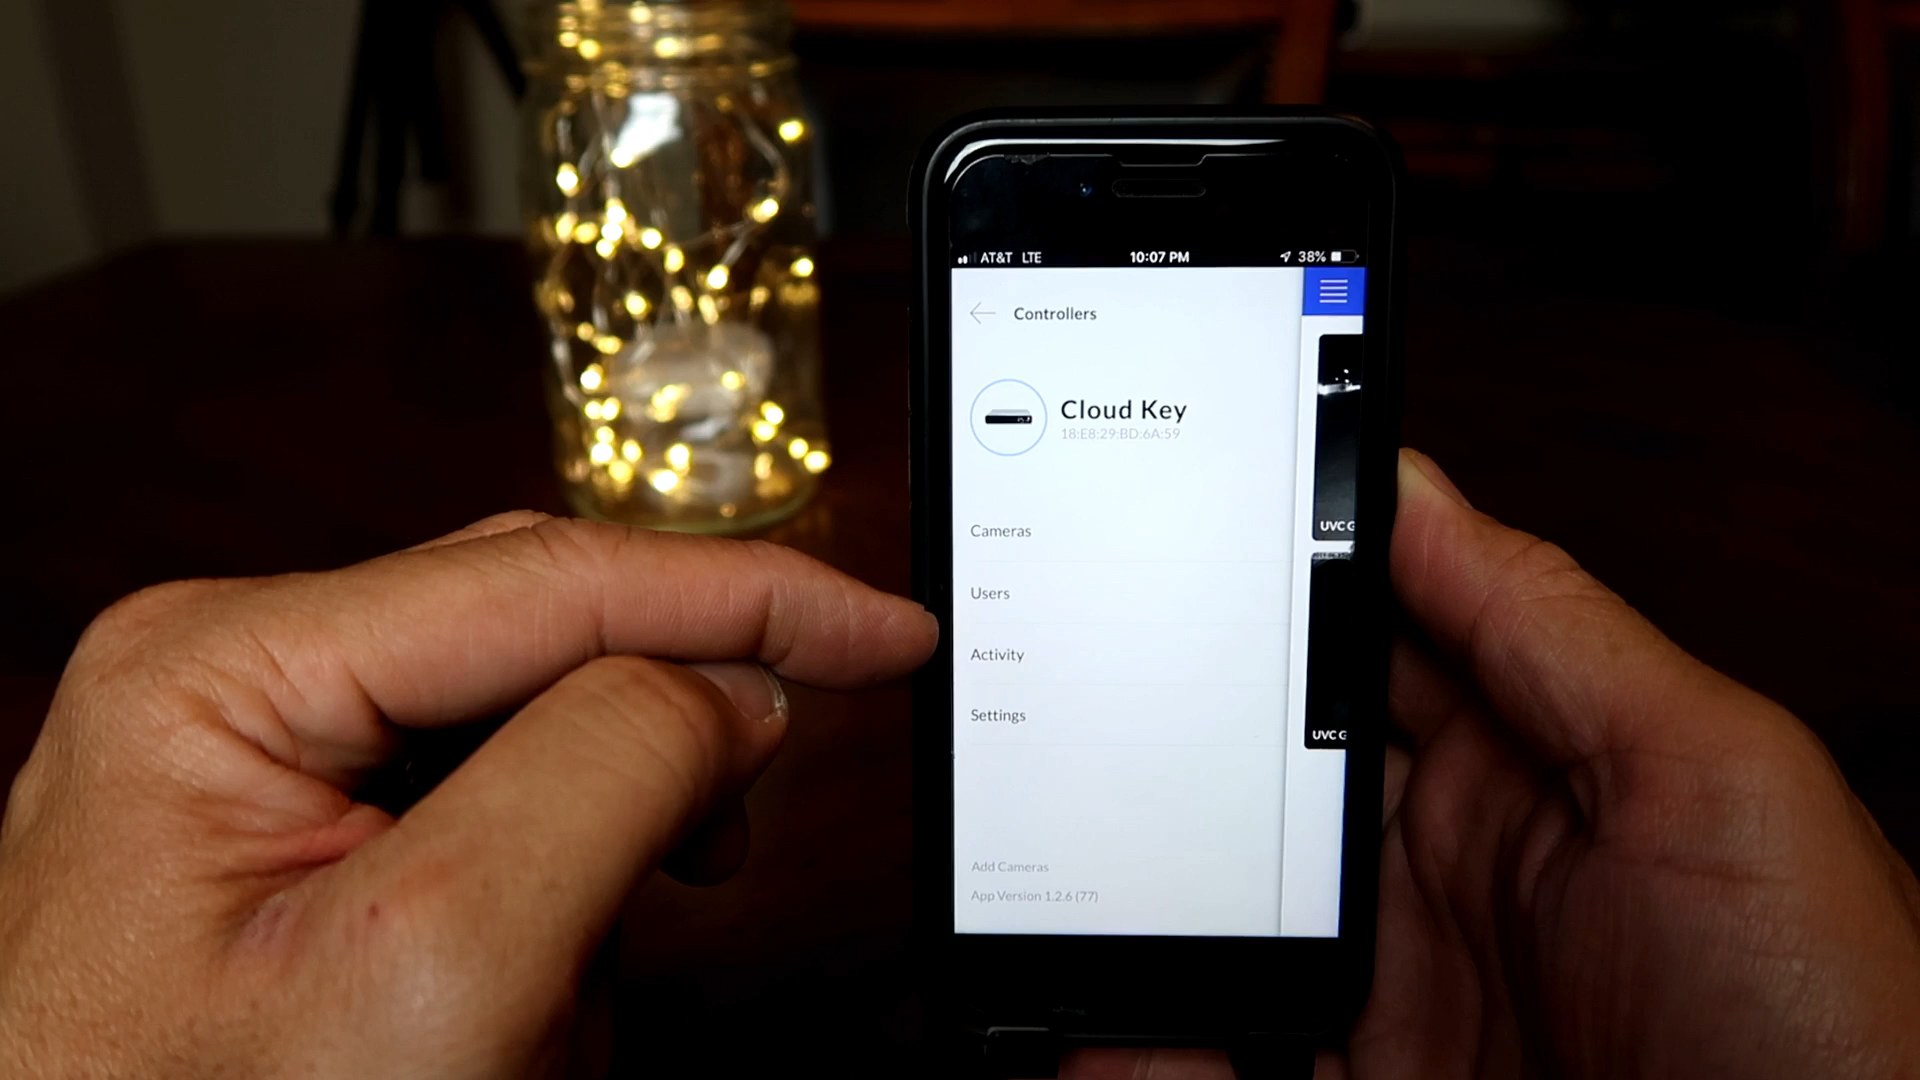 AT&T LTE 10:07 PM 38%
Controllers
Cloud Key
18:E8:29:BD:6A:59
Cameras
Users
Activity
Settings
Add Cameras
App Version 1.2.6 (77)
UVC G
UVC G